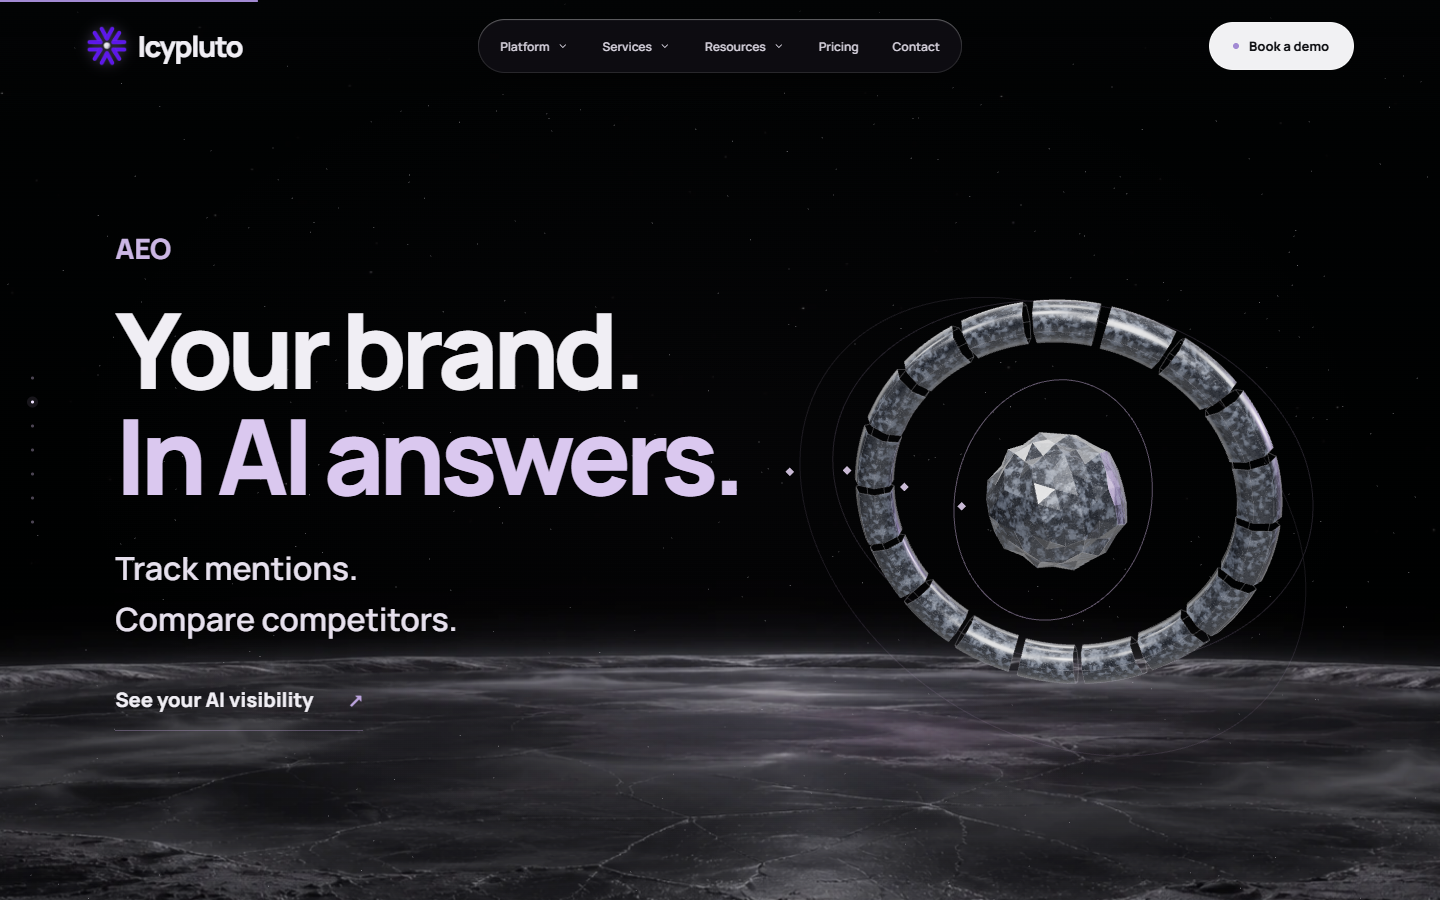 Icypluto
Platform
Services
Resources
Pricing
Contact
Book a demo
AEO
Your brand.
In AI answers.
Track mentions.
Compare competitors.
See your AI visibility ↗